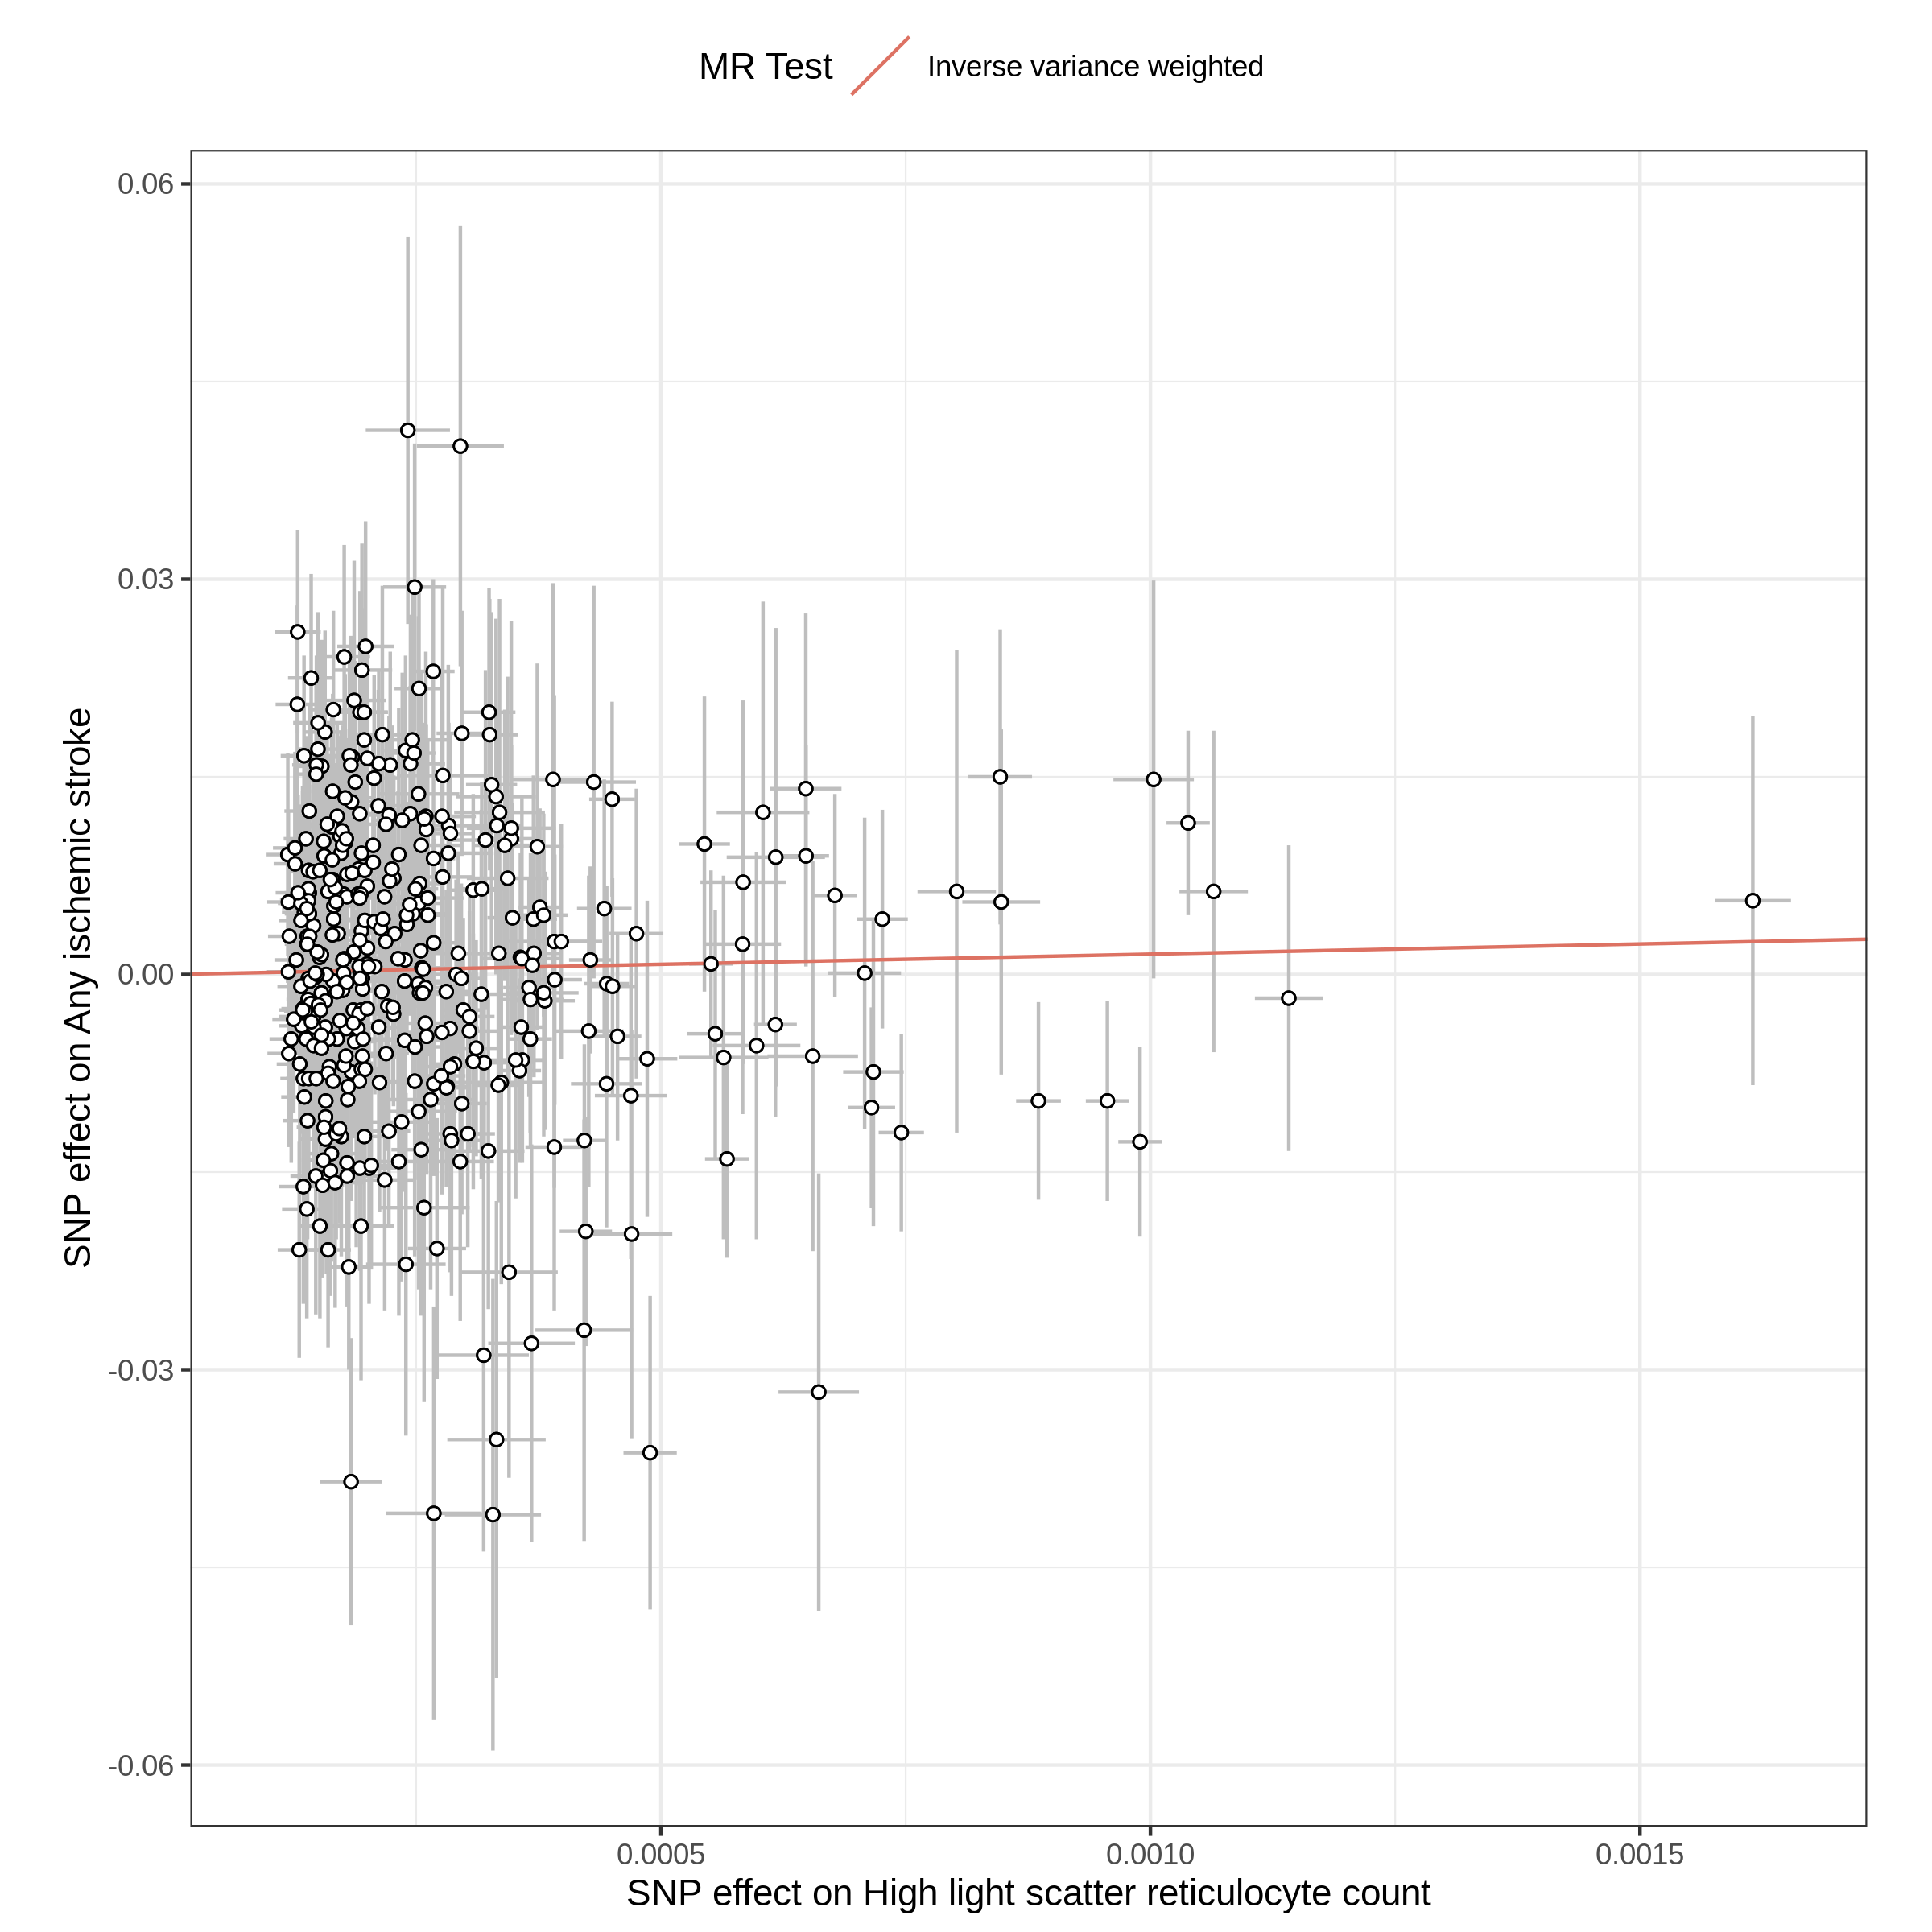 MR Test Inverse variance weighted
0.06
0.03
0.00
-0.03
-0.06
SNP effect on Any ischemic stroke
0.0005 0.0010 0.0015
SNP effect on High light scatter reticulocyte count